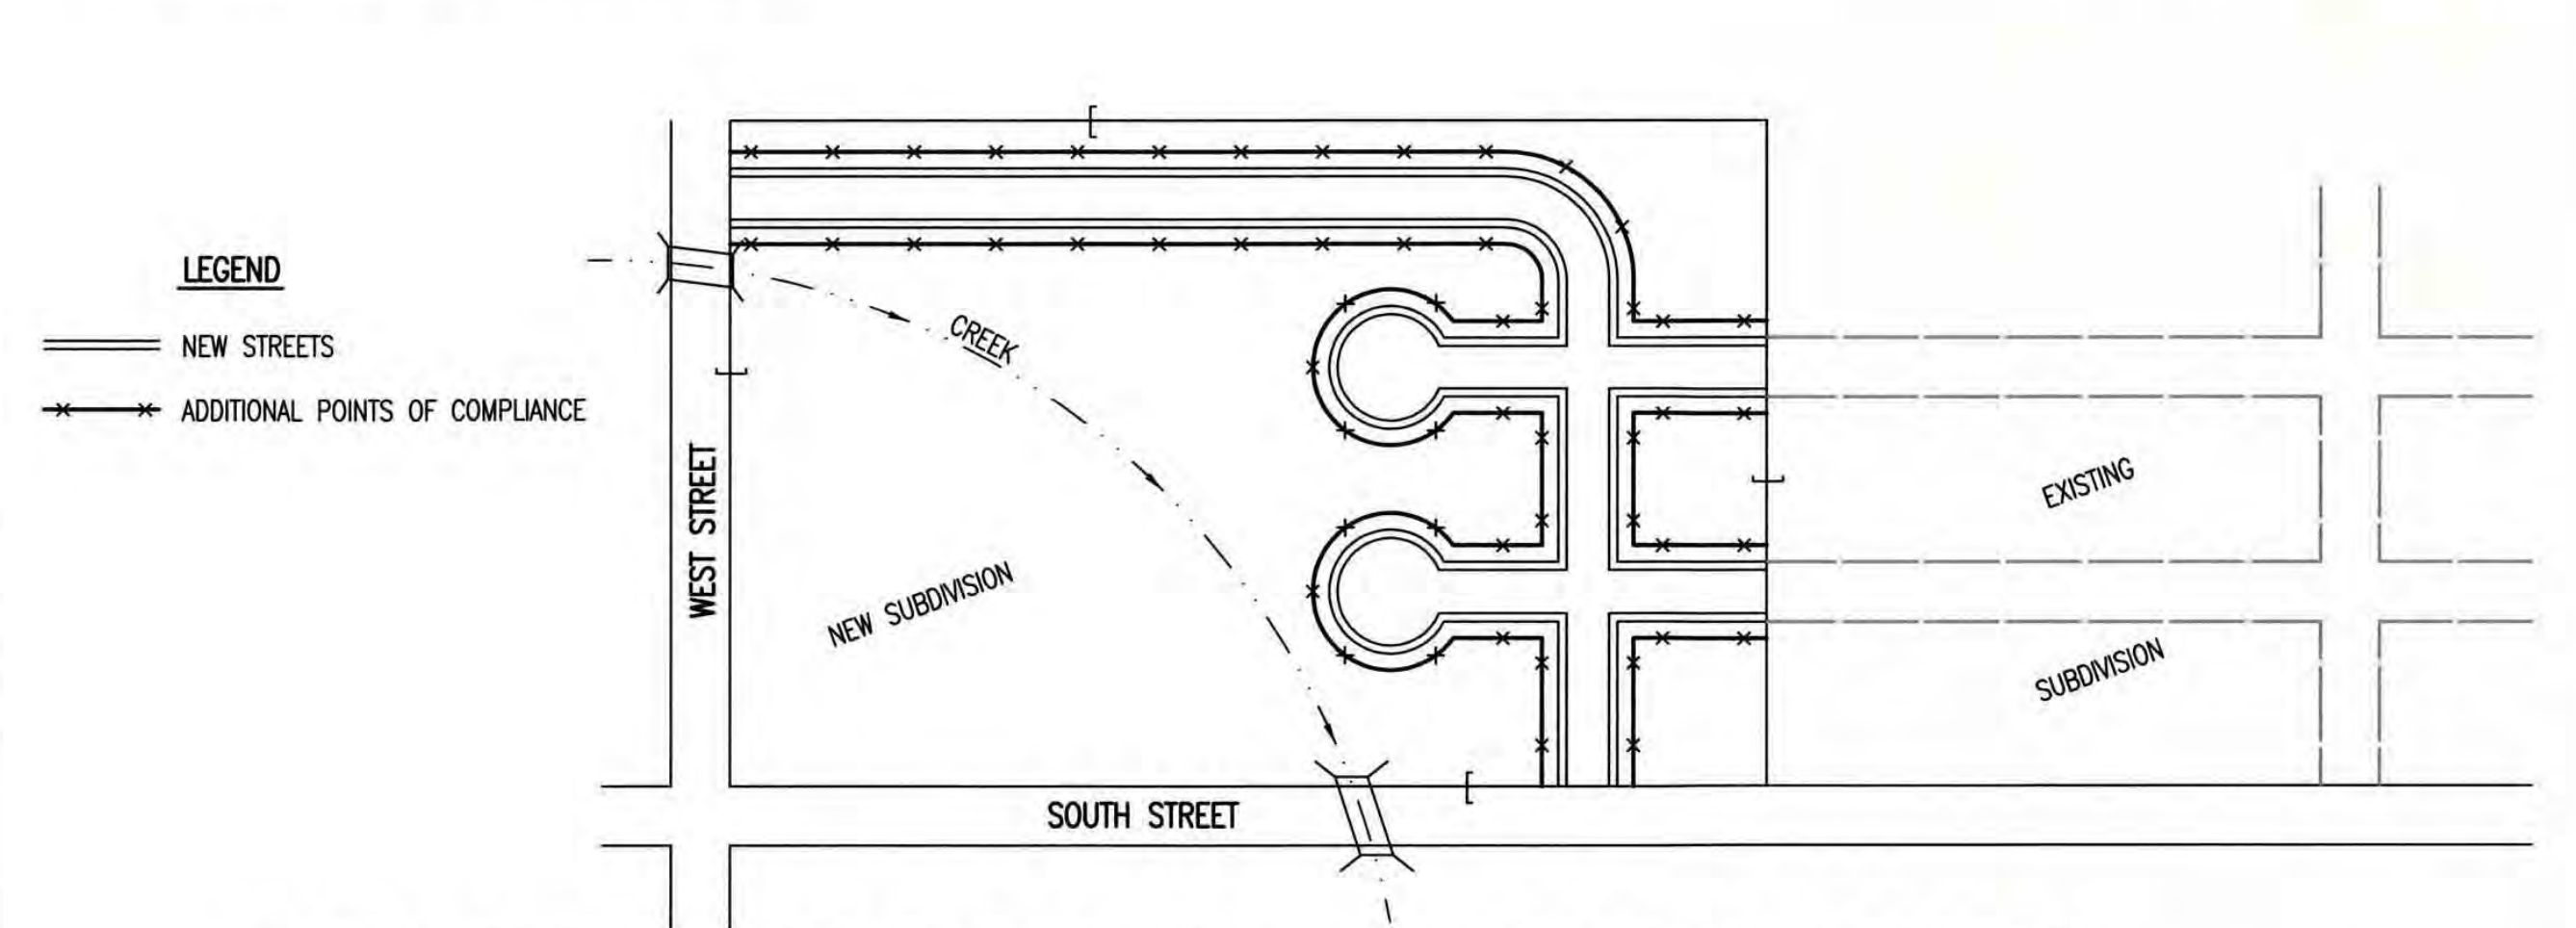 LEGEND
NEW STREETS
ADDITIONAL POINTS OF COMPLIANCE
WEST STREET
CREEK
NEW SUBDIVISION
SOUTH STREET
EXISTING
SUBDIVISION